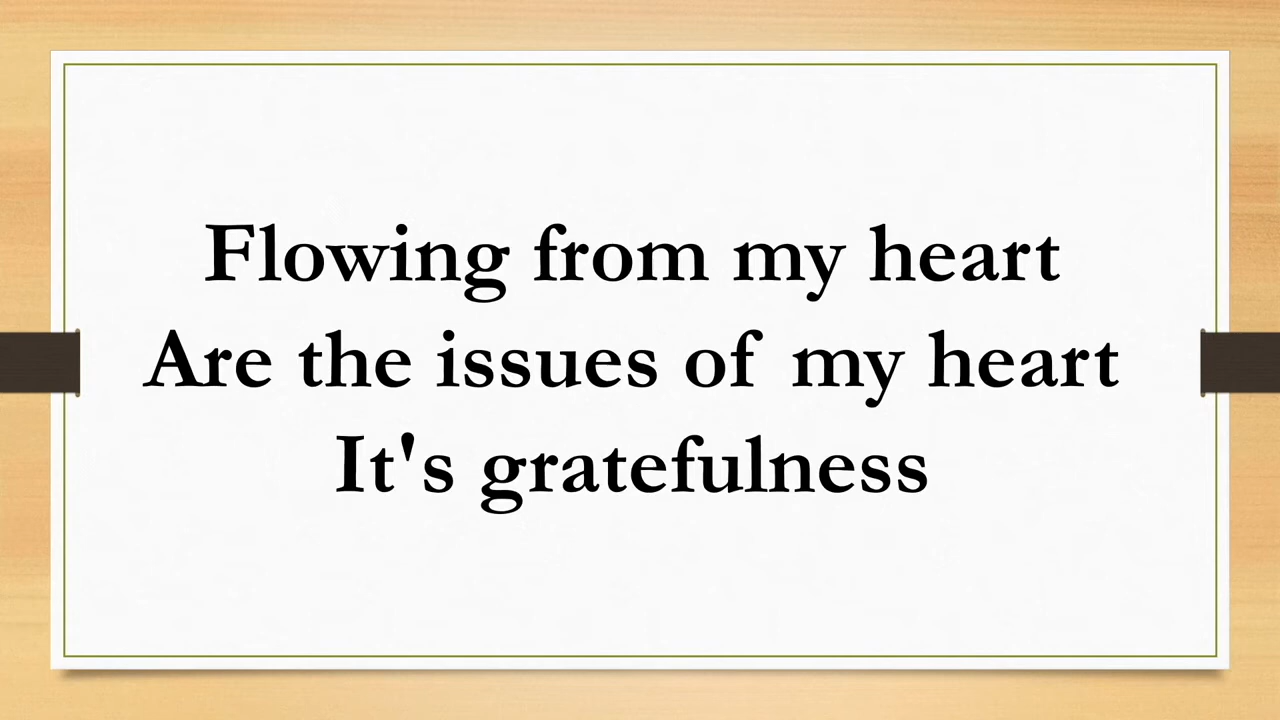 Flowing from my heart
Are the issues of my heart
It's gratefulness